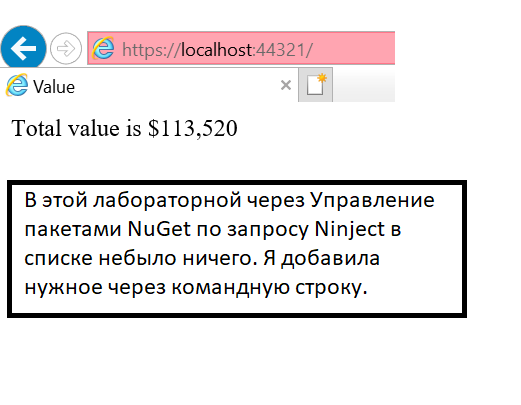 https://localhost:44321/
Value
Total value is $113,520
В этой лабораторной через Управление
пакетами NuGet по запросу Ninject в
списке небыло ничего. Я добавила
нужное через командную строку.